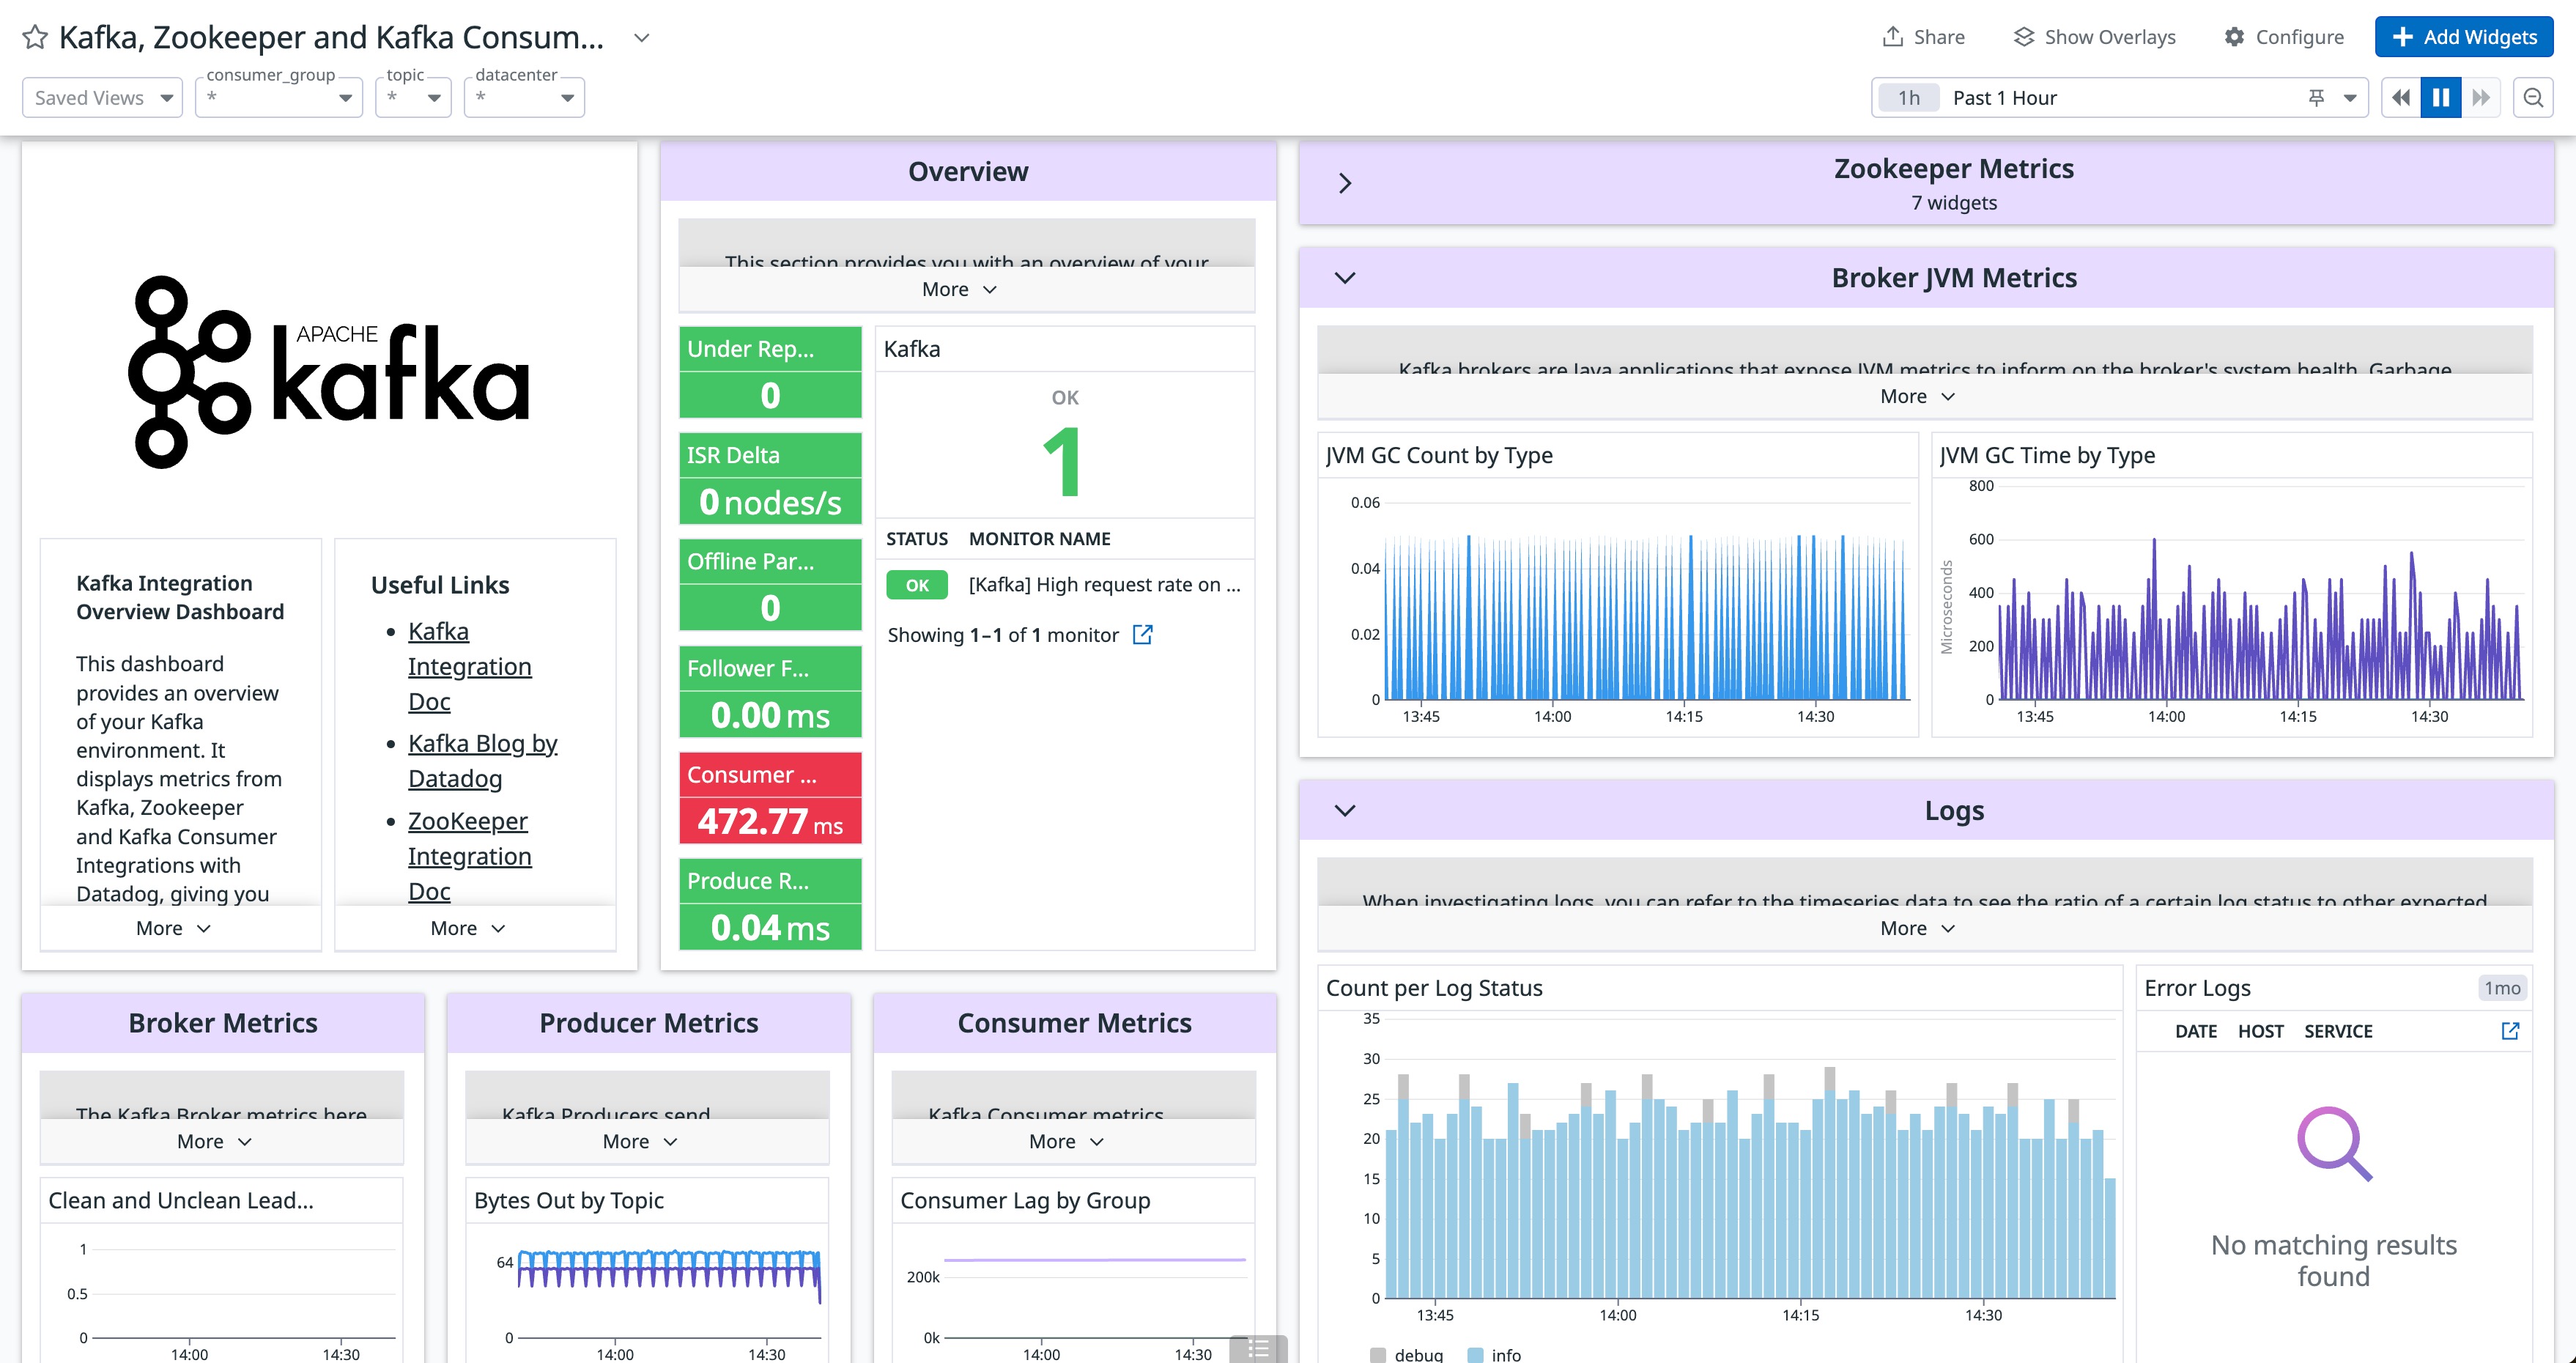 Kafka, Zookeeper and Kafka Consum...
Share
Show Overlays
Configure
Add Widgets
Saved Views
consumer_group
*
topic
*
datacenter
*
1h
Past 1 Hour
APACHE
kafka
Kafka Integration
Overview Dashboard
This dashboard
provides an overview
of your Kafka
environment. It
displays metrics from
Kafka, Zookeeper
and Kafka Consumer
Integrations with
Datadog, giving you
More
Useful Links
Kafka
Integration
Doc
Kafka Blog by
Datadog
ZooKeeper
Integration
Doc
More
Overview
This section provides you with an overview of your
More
Under Rep...
0
ISR Delta
0 nodes/s
Offline Par...
0
Follower F...
0.00 ms
Consumer ...
472.77 ms
Produce R...
0.04 ms
Kafka
OK
1
STATUS MONITOR NAME
OK [Kafka] High request rate on ...
Showing 1–1 of 1 monitor
Zookeeper Metrics
7 widgets
Broker JVM Metrics
Kafka brokers are Java applications that expose JVM metrics to inform on the broker's system health. Garbage
More
JVM GC Count by Type
0.06
0.04
0.02
0
13:45 14:00 14:15 14:30
JVM GC Time by Type
Microseconds
800
600
400
200
0
13:45 14:00 14:15 14:30
Logs
When investigating logs, you can refer to the timeseries data to see the ratio of a certain log status to other expected
More
Count per Log Status
35
30
25
20
15
10
5
0
13:45 14:00 14:15 14:30
debug info
Error Logs
1mo
DATE HOST SERVICE
No matching results
found
Broker Metrics
The Kafka Broker metrics here
More
Clean and Unclean Lead...
1
0.5
0
14:00 14:30
Producer Metrics
Kafka Producers send
More
Bytes Out by Topic
64
0
14:00 14:30
Consumer Metrics
Kafka Consumer metrics
More
Consumer Lag by Group
200k
0k
14:00 14:30